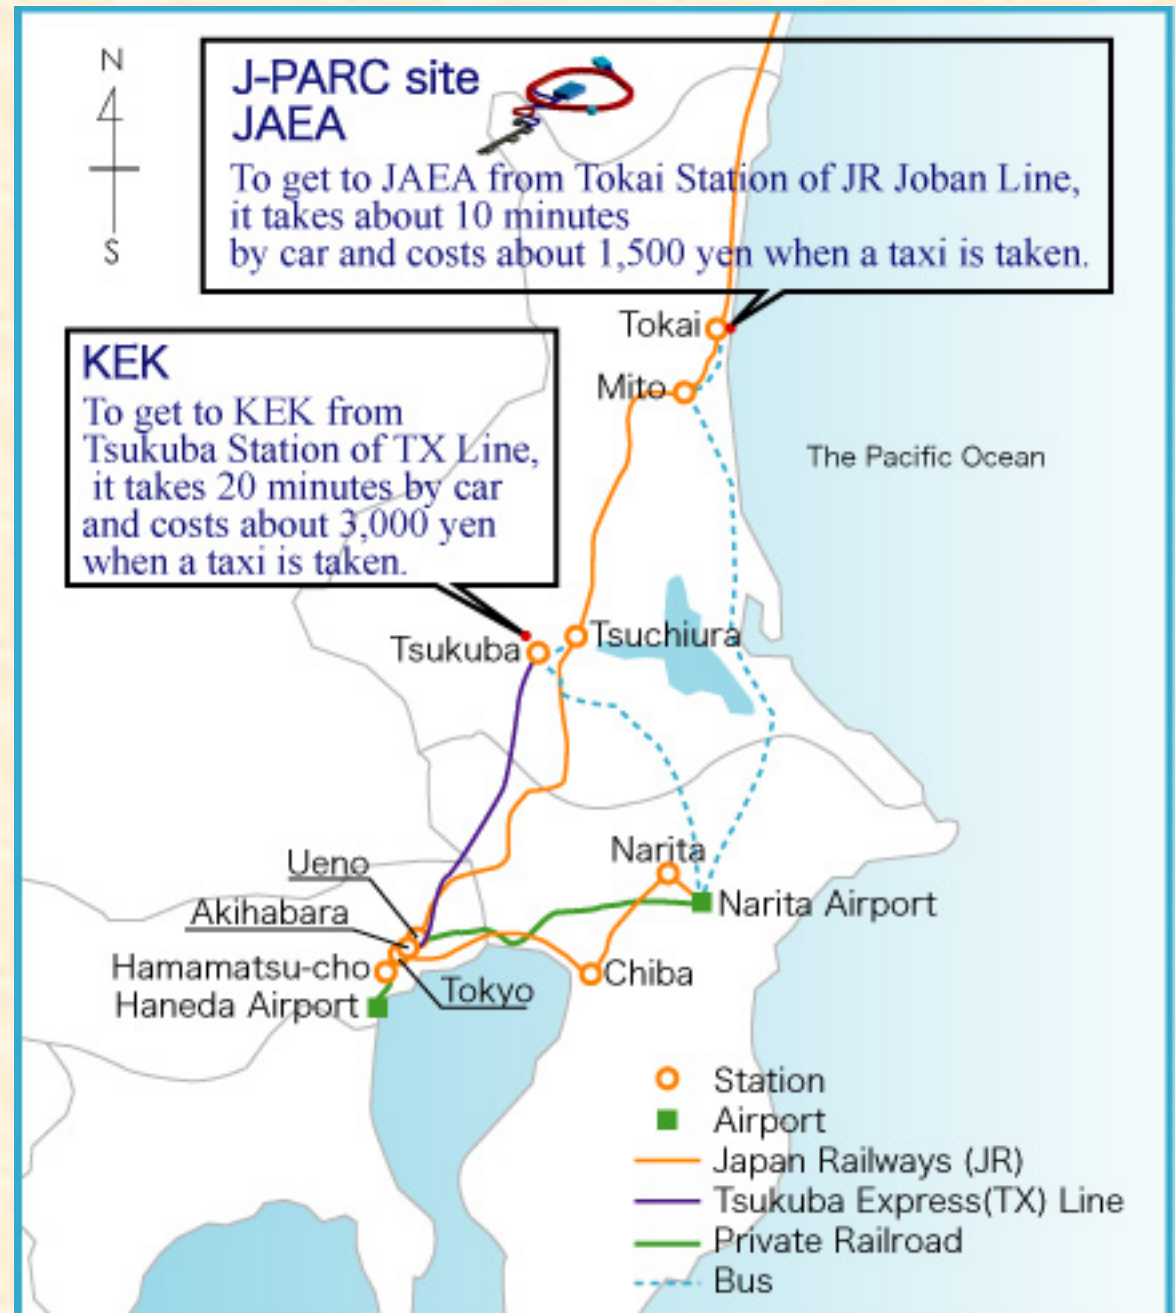 N
S
J-PARC site
JAEA
To get to JAEA from Tokai Station of JR Joban Line,
it takes about 10 minutes
by car and costs about 1,500 yen when a taxi is taken.
Tokai
Mito
KEK
To get to KEK from
Tsukuba Station of TX Line,
it takes 20 minutes by car
and costs about 3,000 yen
when a taxi is taken.
The Pacific Ocean
Tsukuba
Tsuchiura
Ueno
Narita
Akihabara
Narita Airport
Hamamatsu-cho
Chiba
Tokyo
Haneda Airport
Station
Airport
Japan Railways (JR)
Tsukuba Express(TX) Line
Private Railroad
Bus